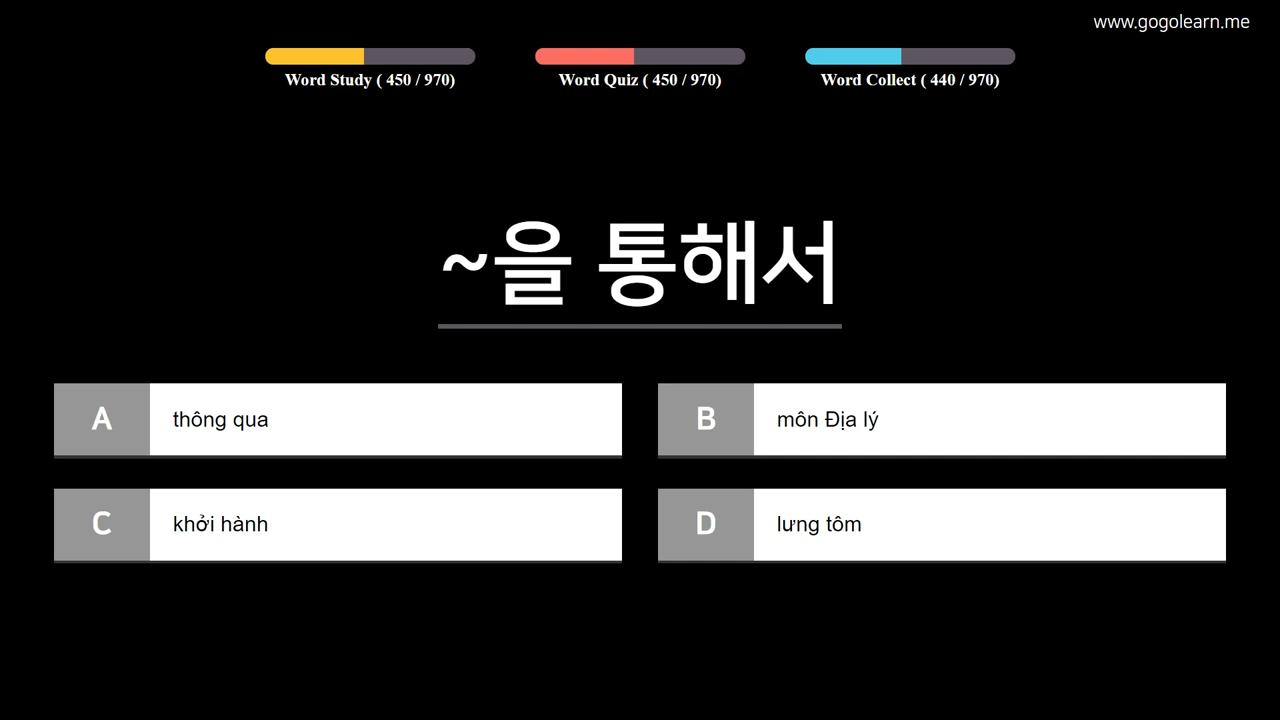 www.gogolearn.me
Word Study ( 450 / 970)
Word Quiz ( 450 / 970)
Word Collect ( 440 / 970)
~을 통해서
A thông qua
B môn Địa lý
C khởi hành
D lưng tôm